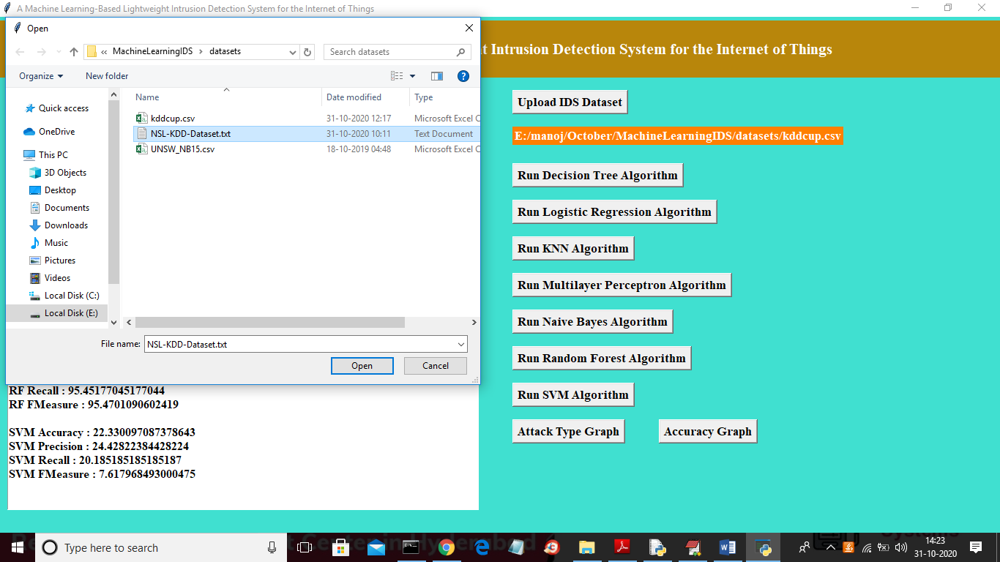 A Machine Learning-Based Lightweight Intrusion Detection System for the Internet of Things
Open
« MachineLearningIDS › datasets
Search datasets
Organize
New folder
Name
Date modified
Type
kddcup.csv 31-10-2020 12:17 Microsoft Excel C
NSL-KDD-Dataset.txt 31-10-2020 10:11 Text Document
UNSW_NB15.csv 18-10-2019 04:48 Microsoft Excel C
Quick access
OneDrive
This PC
3D Objects
Desktop
Documents
Downloads
Music
Pictures
Videos
Local Disk (C:)
Local Disk (E:)
File name: NSL-KDD-Dataset.txt
Open
Cancel
t Intrusion Detection System for the Internet of Things
Upload IDS Dataset
E:/manoj/October/MachineLearningIDS/datasets/kddcup.csv
Run Decision Tree Algorithm
Run Logistic Regression Algorithm
Run KNN Algorithm
Run Multilayer Perceptron Algorithm
Run Naive Bayes Algorithm
Run Random Forest Algorithm
Run SVM Algorithm
Attack Type Graph
Accuracy Graph
RF Recall : 95.45177045177044
RF FMeasure : 95.4701090602419
SVM Accuracy : 22.330097087378643
SVM Precision : 24.42822384428224
SVM Recall : 20.185185185185187
SVM FMeasure : 7.617968493000475
Type here to search
14:23
31-10-2020